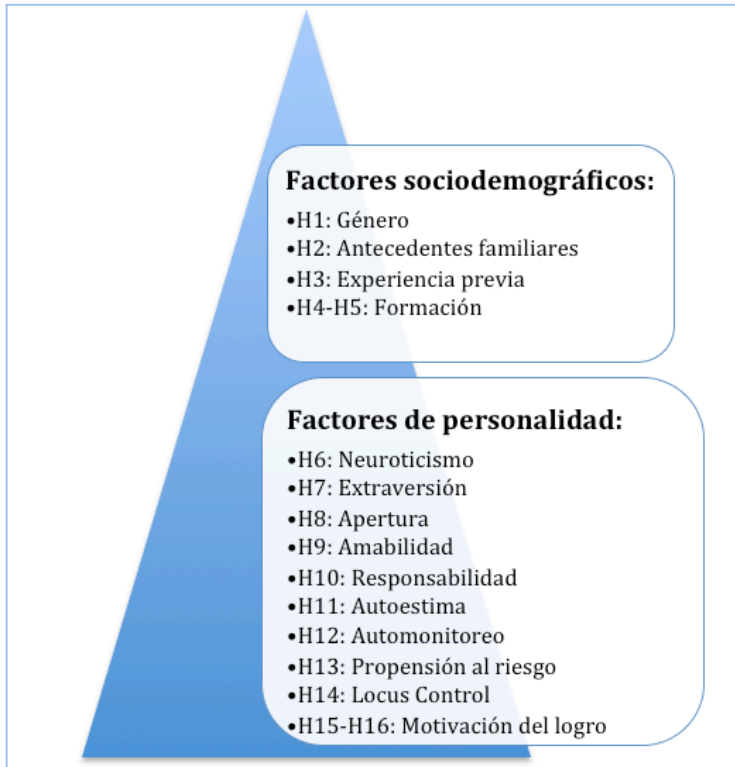 Factores sociodemográficos:
•H1: Género
•H2: Antecedentes familiares
•H3: Experiencia previa
•H4-H5: Formación
Factores de personalidad:
•H6: Neuroticismo
•H7: Extraversión
•H8: Apertura
•H9: Amabilidad
•H10: Responsabilidad
•H11: Autoestima
•H12: Automonitoreo
•H13: Propensión al riesgo
•H14: Locus Control
•H15-H16: Motivación del logro